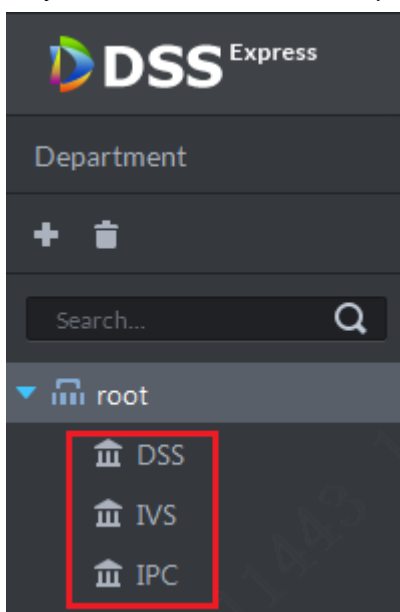 DSS Express
Department
Search...
root
DSS
IVS
IPC